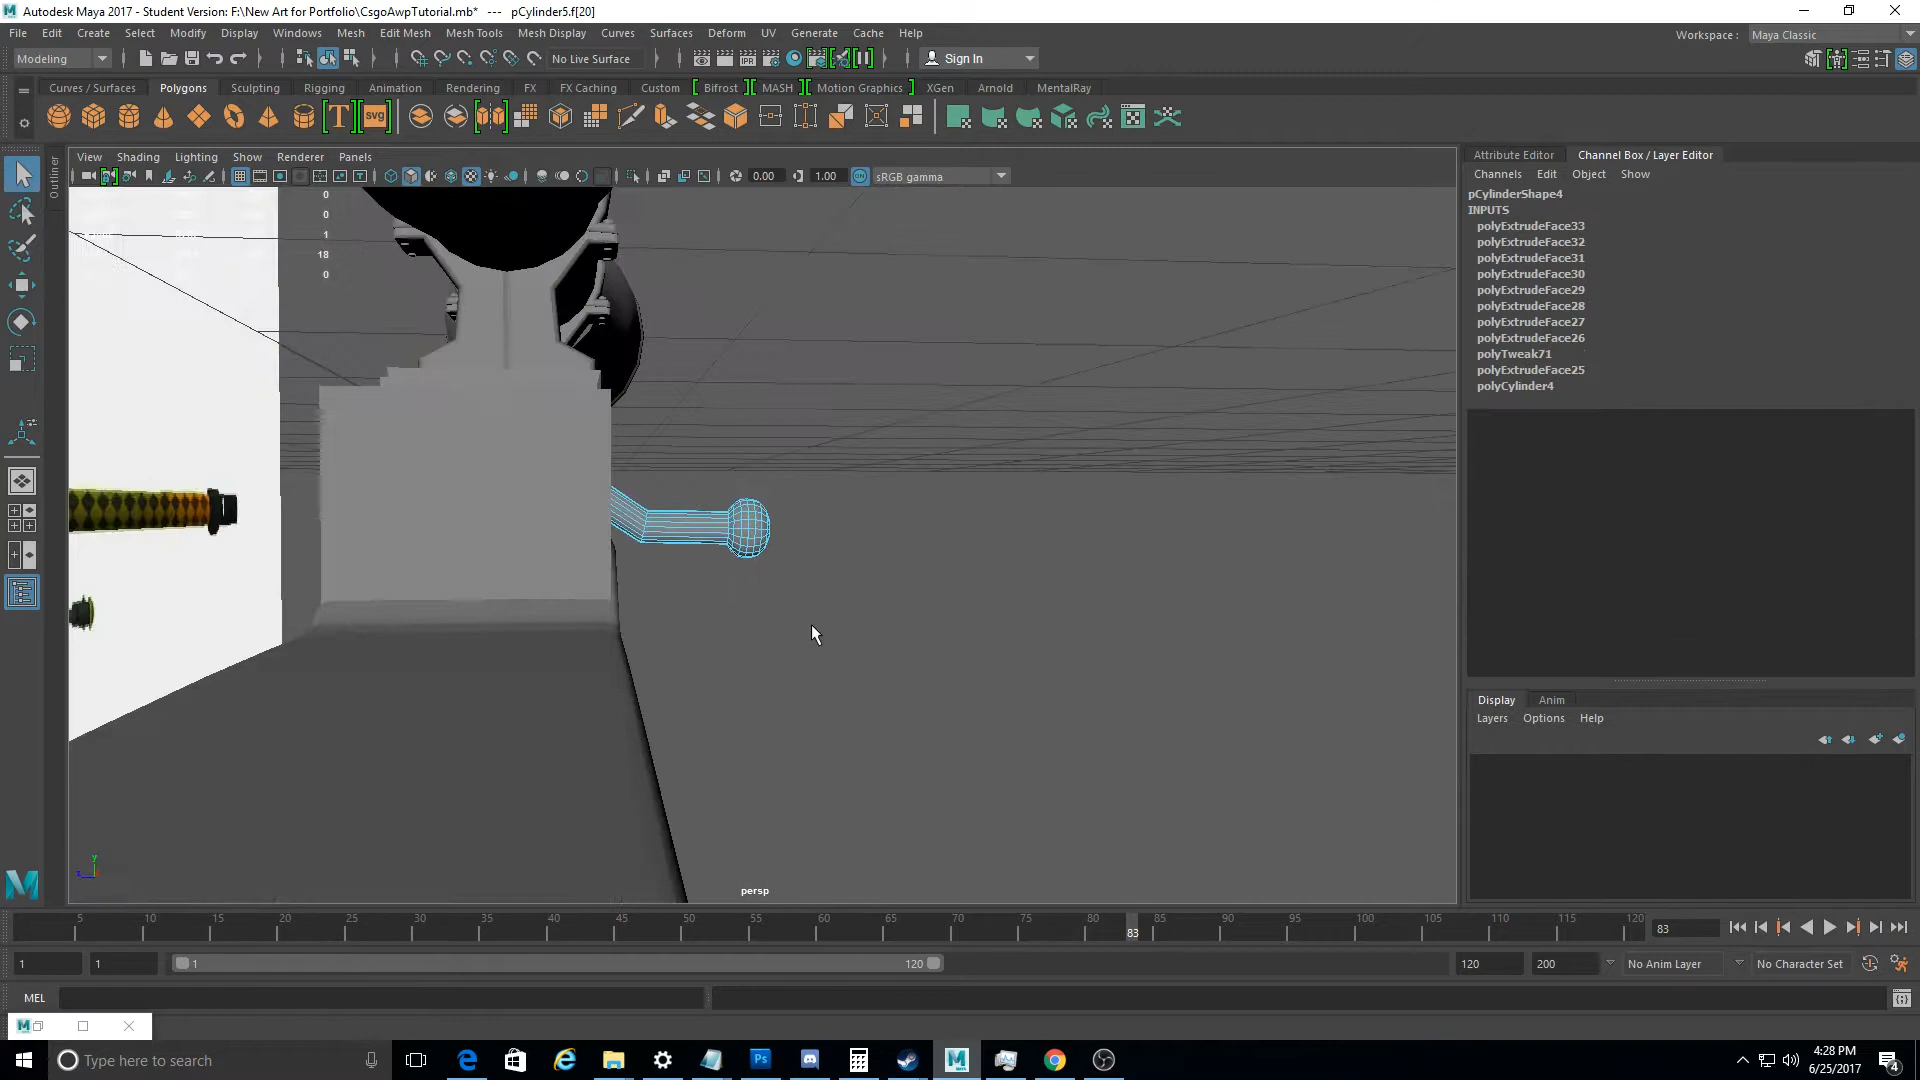 Autodesk Maya 2017 - Student Version: F:\New Art for Portfolio\CsgoAwpTutorial.mb* --- pCylinder5.f[20]
File Edit Create Select Modify Display Windows Mesh Edit Mesh Mesh Tools Mesh Display Curves Surfaces Deform UV Generate Cache Help
Workspace : Maya Classic
Modeling No Live Surface Sign In
Curves / Surfaces Polygons Sculpting Rigging Animation Rendering FX FX Caching Custom Bifrost MASH Motion Graphics XGen Arnold MentalRay
T svg
Outliner
View Shading Lighting Show Renderer Panels
0.00 1.00 ON sRGB gamma
0
0
1
18
0
persp
Attribute Editor Channel Box / Layer Editor
Channels Edit Object Show
pCylinderShape4
INPUTS
polyExtrudeFace33
polyExtrudeFace32
polyExtrudeFace31
polyExtrudeFace30
polyExtrudeFace29
polyExtrudeFace28
polyExtrudeFace27
polyExtrudeFace26
polyTweak71
polyExtrudeFace25
polyCylinder4
Display Anim
Layers Options Help
5 10 15 20 25 30 35 40 45 50 55 60 65 70 75 80 85 90 95 100 105 110 115 120
83 83
1 1 1 120 120 200 No Anim Layer No Character Set
MEL
Type here to search
4:28 PM
6/25/2017
4